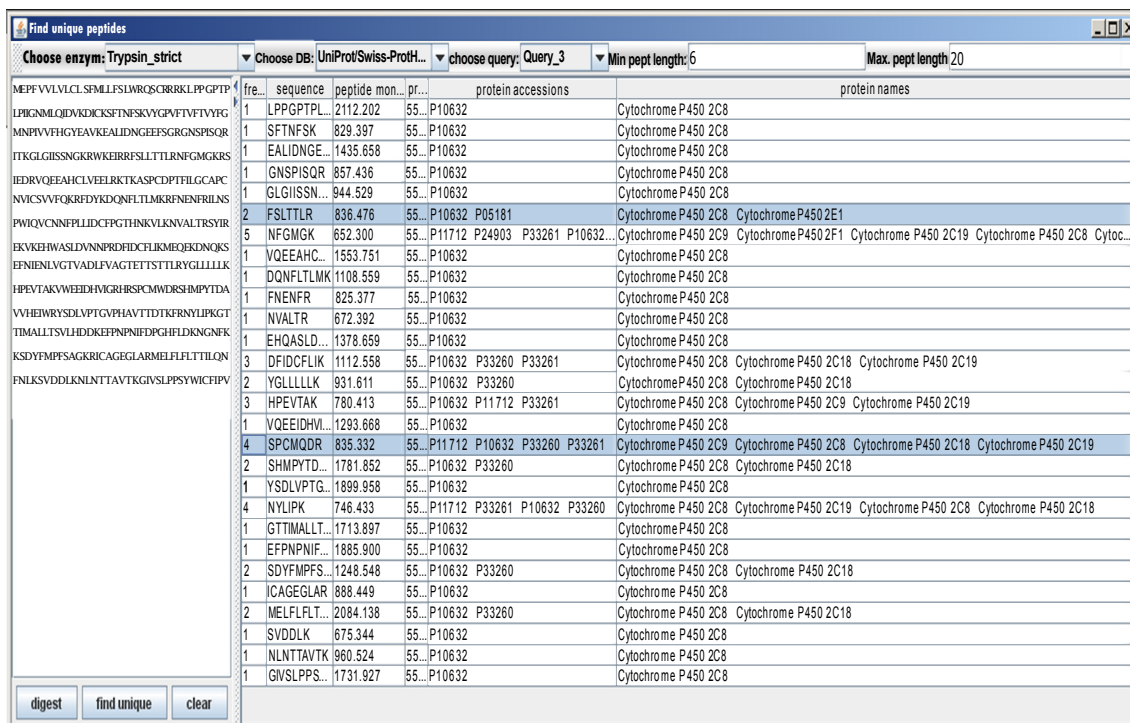 Find unique peptides
Choose enzym: Trypsin_strict Choose DB: UniProt/Swiss-ProtH... choose query: Query_3 Min pept length: 6 Max. pept length 20
MEPF VVLVLCL SFMLLFSLWRQSCRRRKLPPGPTP
LPIIGNMLQIDVKDICKSFTNFSKVYGPVFTVFTVYFG
MNPIVVFHGYEAVKEALIDNGEEFSGRGNSPISQR
ITKGLGIISSNGKRWKEIRRFSLLTTLRNFGMGKRS
IEDRVQEEAHCLVEELRKTKASPCDPTFILGCAPC
NVICSVVFQKRFDYKDQNFLTLMKRFNENFRILNS
PWIQVCNNFPLLIDCFPGTHNKVLKNVALTRSYIR
EKVKEHWASLDVNNPRDFIDCFLIKMEQEKDNQKS
EFNIENLVGTVADLFVAGTETTSTTLRYGLLLLLK
HPEVTAKVWEEIDHVIGRHRSPCMWDRSHMPYTDA
VVHEIWRYSDLVPTGVPHAVTTDTKFRNYLIPKGT
TIMALLTSVLHDDKEFPNPNIFDPGHFLDKNGNFK
KSDYFMPFSAGKRICAGEGLARMELFLFLTTILQN
FNLKSVDDLKNLNTTAVTKGIVSLPPSYWICFIPV
fre... sequence peptide mon... pr... protein accessions protein names
1 LPPGPTPL... 2112.202 55... P10632 Cytochrome P450 2C8
1 SFTNFSK 829.397 55... P10632 Cytochrome P450 2C8
1 EALIDNGE... 1435.658 55... P10632 Cytochrome P450 2C8
1 GNSPISQR 857.436 55... P10632 Cytochrome P450 2C8
1 GLGIISSN... 944.529 55... P10632 Cytochrome P450 2C8
2 FSLTTLR 836.476 55... P10632 P05181 Cytochrome P450 2C8 Cytochrome P450 2E1
5 NFGMGK 652.300 55... P11712 P24903 P33261 P10632... Cytochrome P450 2C9 Cytochrome P450 2F1 Cytochrome P450 2C19 Cytochrome P450 2C8 Cytoc...
1 VQEEAHC... 1553.751 55... P10632 Cytochrome P450 2C8
1 DQNFLTLMK 1108.559 55... P10632 Cytochrome P450 2C8
1 FNENFR 825.377 55... P10632 Cytochrome P450 2C8
1 NVALTR 672.392 55... P10632 Cytochrome P450 2C8
1 EHQASLD... 1378.659 55... P10632 Cytochrome P450 2C8
3 DFIDCFLIK 1112.558 55... P10632 P33260 P33261 Cytochrome P450 2C8 Cytochrome P450 2C18 Cytochrome P450 2C19
2 YGLLLLLK 931.611 55... P10632 P33260 Cytochrome P450 2C8 Cytochrome P450 2C18
3 HPEVTAK 780.413 55... P10632 P11712 P33261 Cytochrome P450 2C8 Cytochrome P450 2C9 Cytochrome P450 2C19
1 VQEEIDHVI... 1293.668 55... P10632 Cytochrome P450 2C8
4 SPCMQDR 835.332 55... P11712 P10632 P33260 P33261 Cytochrome P450 2C9 Cytochrome P450 2C8 Cytochrome P450 2C18 Cytochrome P450 2C19
2 SHMPYTD... 1781.852 55... P10632 P33260 Cytochrome P450 2C8 Cytochrome P450 2C18
1 YSDLVPTG... 1899.958 55... P10632 Cytochrome P450 2C8
4 NYLIPK 746.433 55... P11712 P33261 P10632 P33260 Cytochrome P450 2C8 Cytochrome P450 2C19 Cytochrome P450 2C8 Cytochrome P450 2C18
1 GTTIMALLT... 1713.897 55... P10632 Cytochrome P450 2C8
1 EFPNPNIF... 1885.900 55... P10632 Cytochrome P450 2C8
2 SDYFMPFS... 1248.548 55... P10632 P33260 Cytochrome P450 2C8 Cytochrome P450 2C18
1 ICAGEGLAR 888.449 55... P10632 Cytochrome P450 2C8
2 MELFLFLT... 2084.138 55... P10632 P33260 Cytochrome P450 2C8 Cytochrome P450 2C18
1 SVDDLK 675.344 55... P10632 Cytochrome P450 2C8
1 NLNTTAVTK 960.524 55... P10632 Cytochrome P450 2C8
1 GIVSLPPS... 1731.927 55... P10632 Cytochrome P450 2C8
digest find unique clear